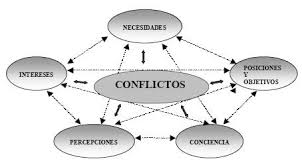 NECESIDADES
INTERESES
POSICIONES
Y
OBJETIVOS
CONFLICTOS
PERCEPCIONES
CONCIENCIA